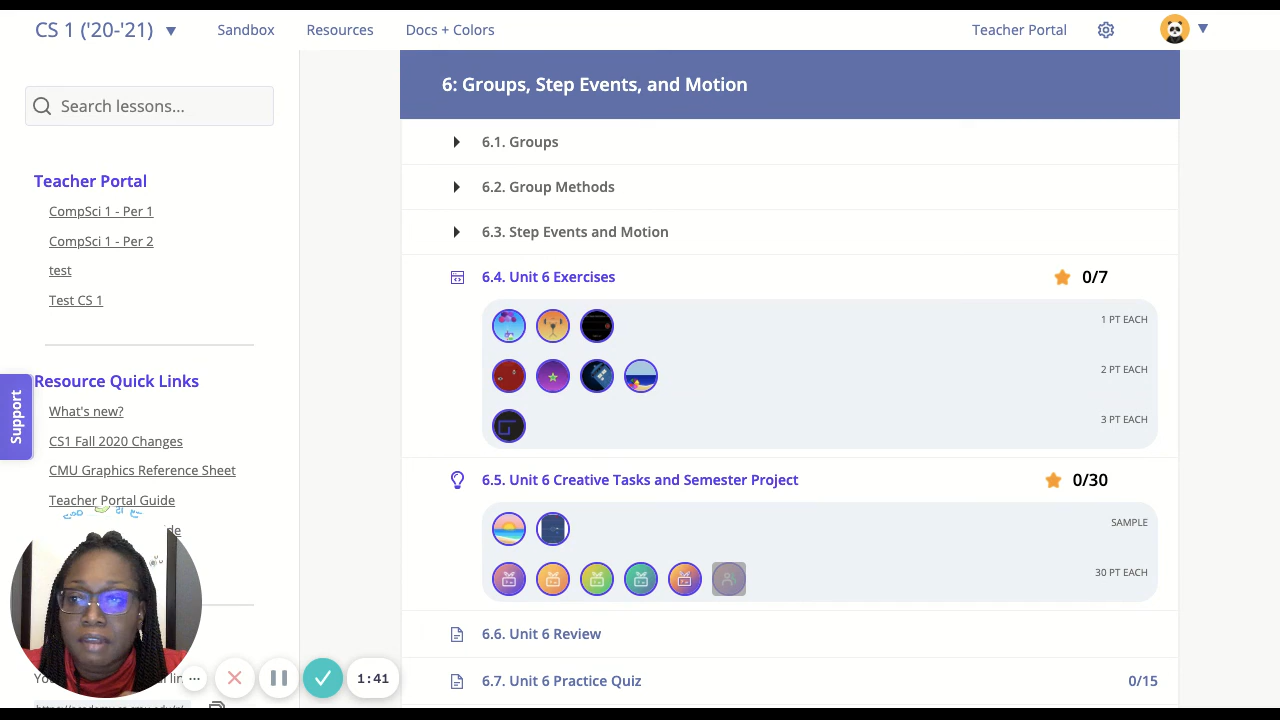 CS 1 ('20-'21)
Sandbox
Resources
Docs + Colors
Teacher Portal
Search lessons...
Teacher Portal
CompSci 1 - Per 1
CompSci 1 - Per 2
test
Test CS 1
Resource Quick Links
What's new?
CS1 Fall 2020 Changes
CMU Graphics Reference Sheet
Teacher Portal Guide
Support
1:41
6: Groups, Step Events, and Motion
6.1. Groups
6.2. Group Methods
6.3. Step Events and Motion
6.4. Unit 6 Exercises
0/7
1 PT EACH
2 PT EACH
3 PT EACH
6.5. Unit 6 Creative Tasks and Semester Project
0/30
SAMPLE
30 PT EACH
6.6. Unit 6 Review
6.7. Unit 6 Practice Quiz
0/15